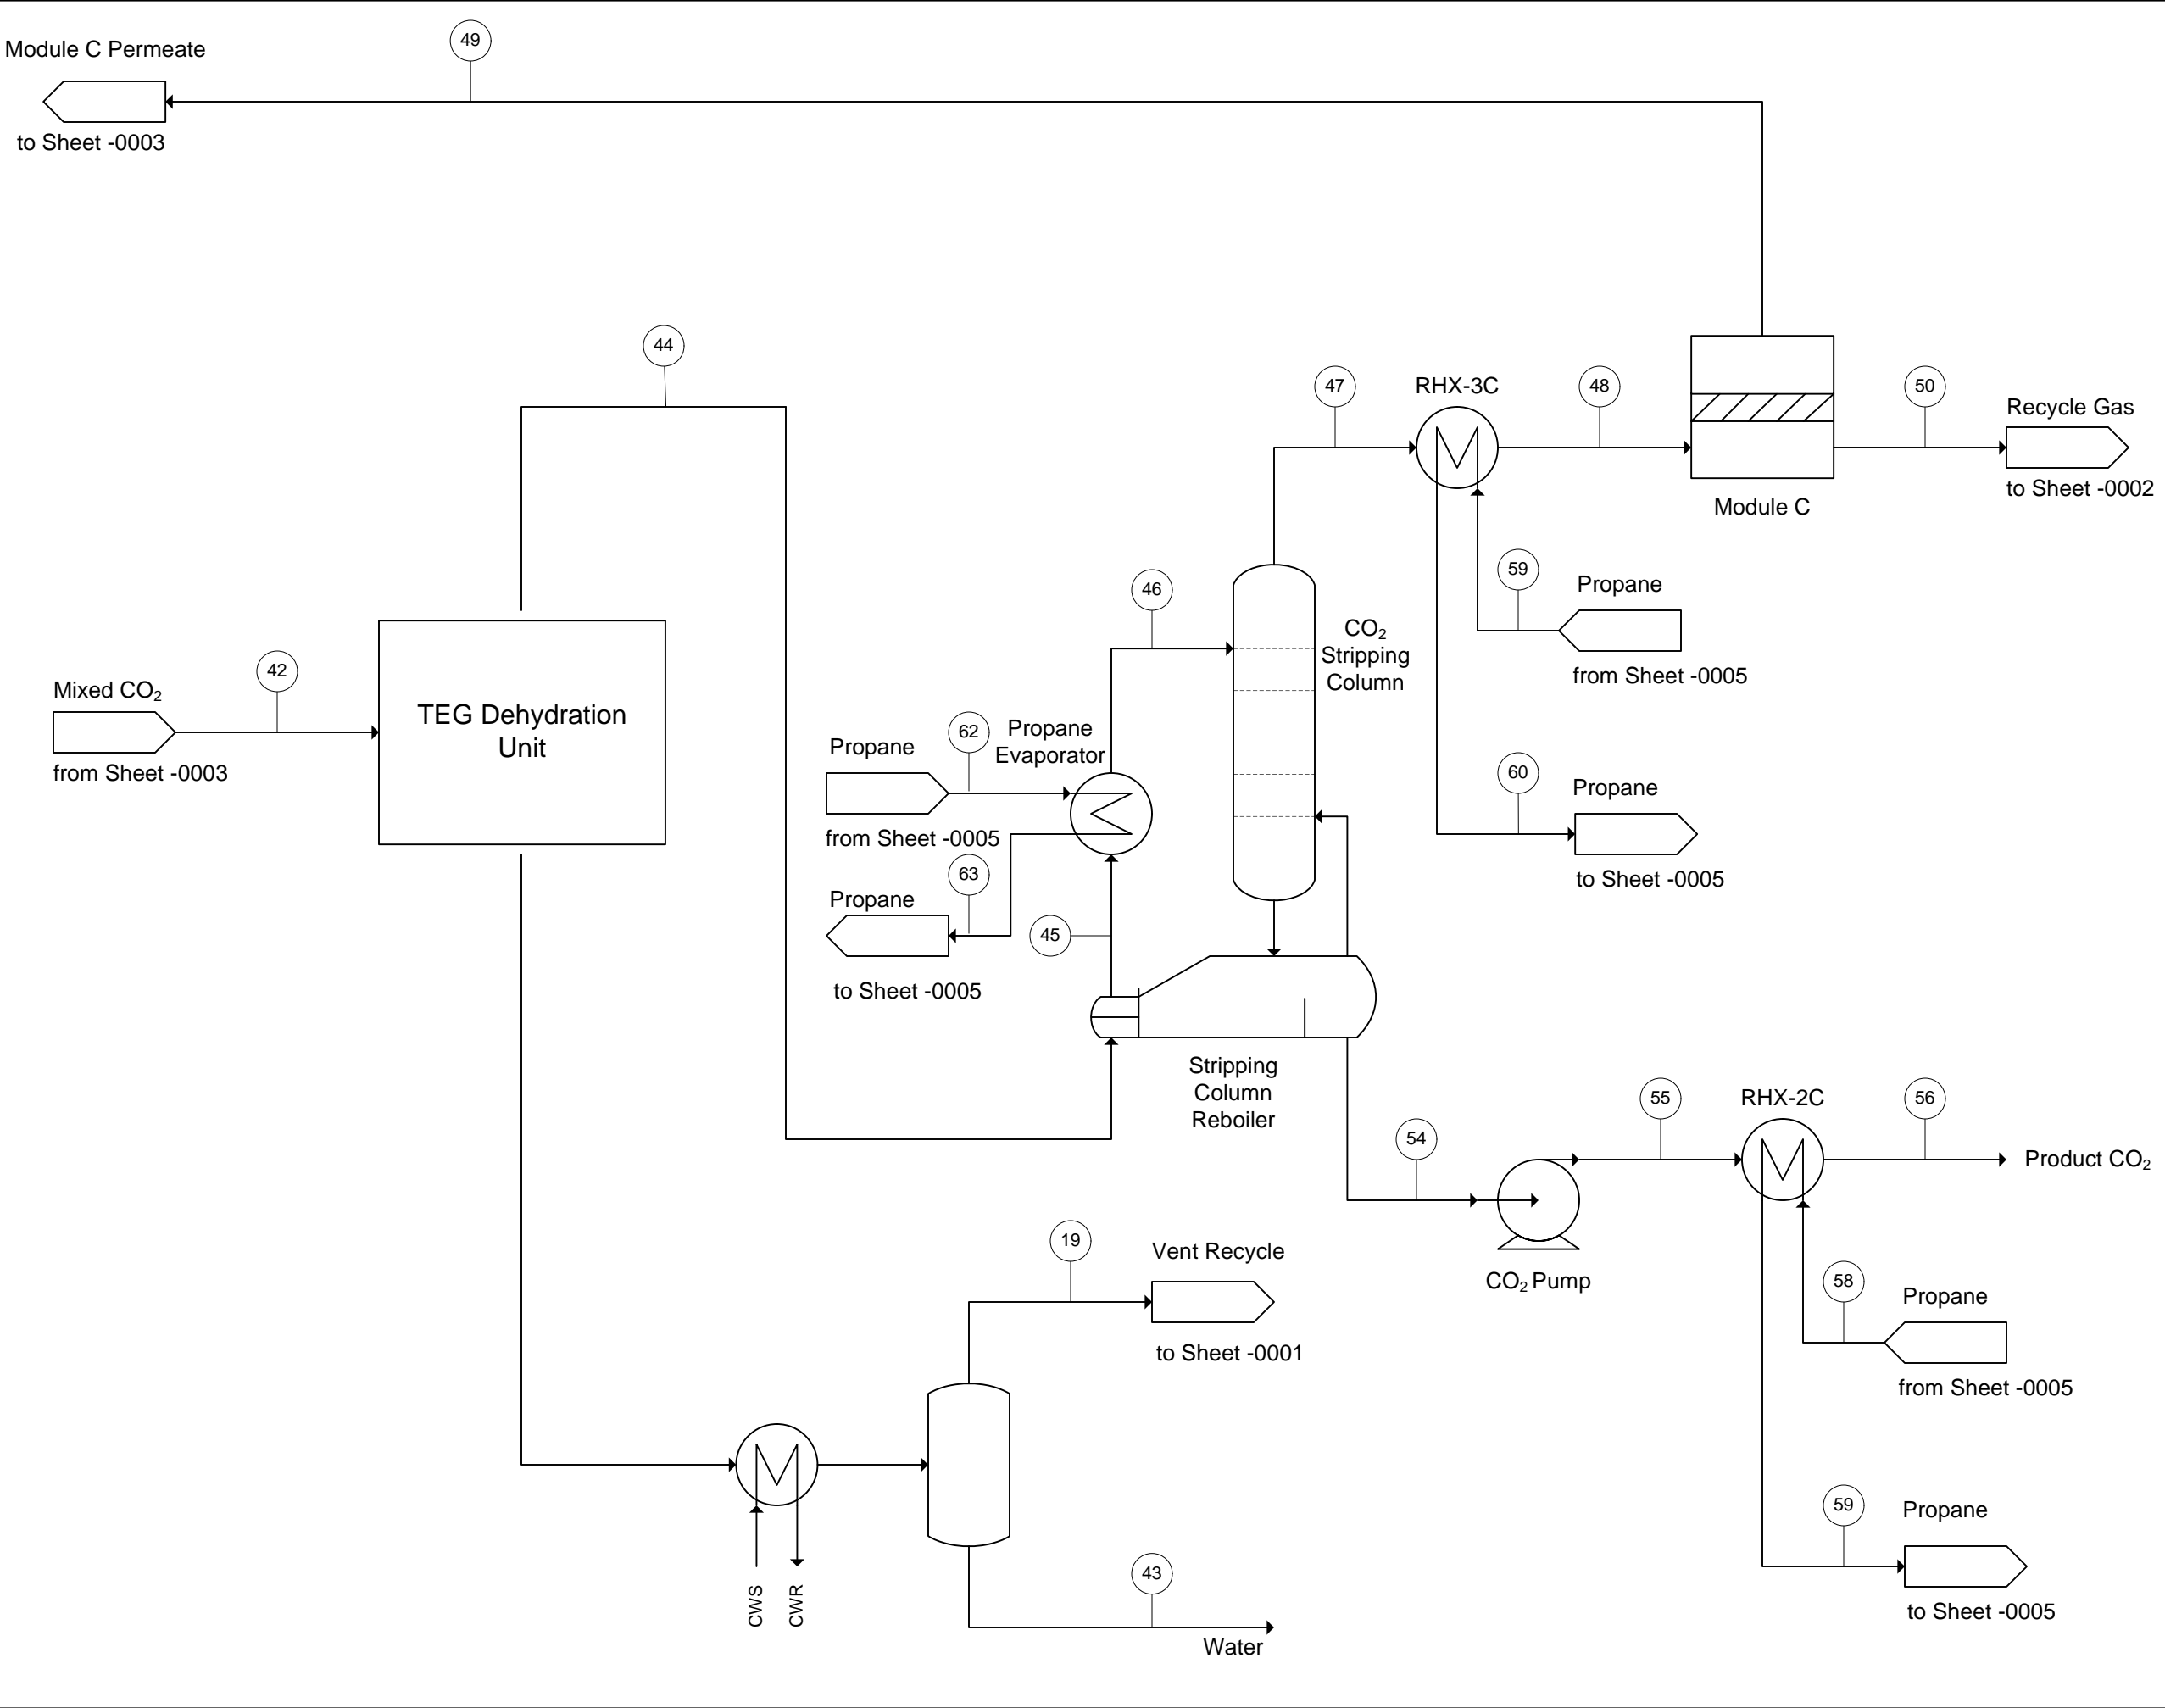 49
Module C Permeate
to Sheet -0003
44
47
RHX-3C
48
50
Recycle Gas
to Sheet -0002
Module C
59
Propane
from Sheet -0005
46
CO₂
Stripping
Column
42
Mixed CO₂
from Sheet -0003
TEG Dehydration
Unit
62
Propane
Evaporator
Propane
from Sheet -0005
60
Propane
to Sheet -0005
63
Propane
to Sheet -0005
45
Stripping
Column
Reboiler
54
55
RHX-2C
56
Product CO₂
CO₂ Pump
19
Vent Recycle
to Sheet -0001
58
Propane
from Sheet -0005
59
Propane
to Sheet -0005
CWS
CWR
43
Water